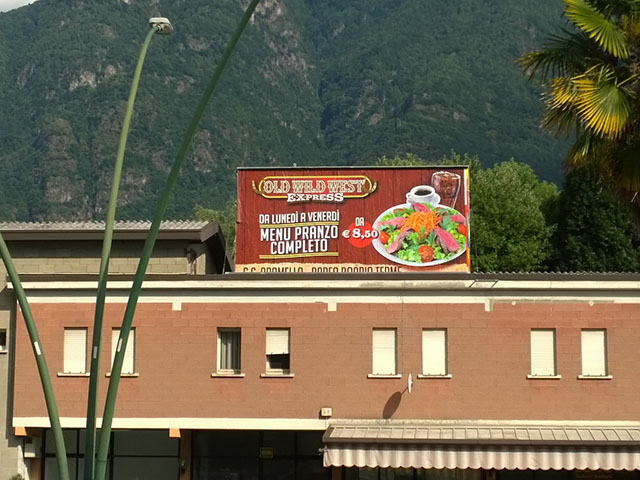 OLD WILD WEST
EXPRESS
DA LUNEDÌ A VENERDÌ
MENU PRANZO
COMPLETO
DA
€ 8,50